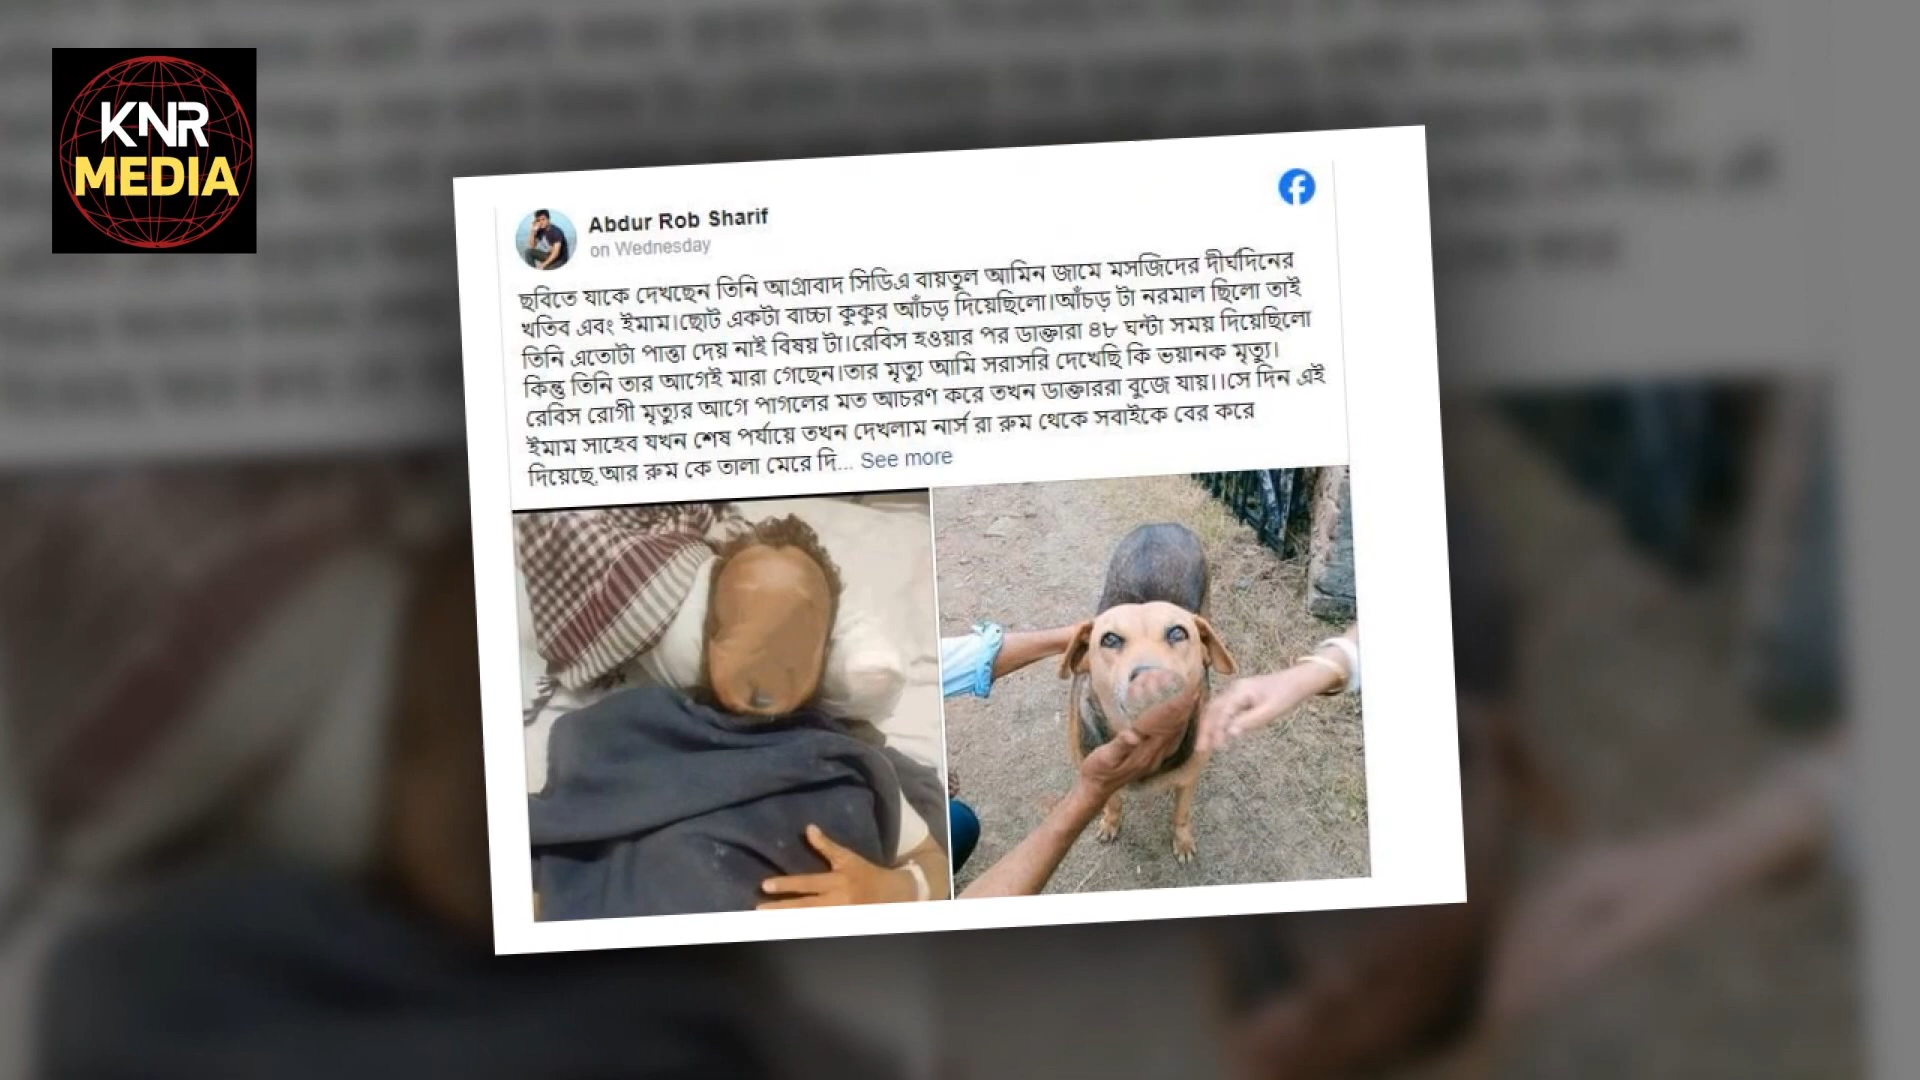 KNR
MEDIA
Abdur Rob Sharif
on Wednesday
ছবিতে যাকে দেখছেন তিনি আগ্রাবাদ সিডিএ বায়তুল আমিন জামে মসজিদের দীর্ঘদিনের
খতিব এবং ইমাম।ছোট একটা বাচ্চা কুকুর আঁচড় দিয়েছিলো।আঁচড় টা নরমাল ছিলো তাই
তিনি এতোটা পাত্তা দেয় নাই বিষয় টা।রেবিস হওয়ার পর ডাক্তারা ৪৮ ঘন্টা সময় দিয়েছিলো
কিন্তু তিনি তার আগেই মারা গেছেন।তার মৃত্যু আমি সরাসরি দেখেছি কি ভয়ানক মৃত্যু।
রেবিস রোগী মৃত্যুর আগে পাগলের মত আচরণ করে তখন ডাক্তাররা বুজে যায়।।সে দিন এই
ইমাম সাহেব যখন শেষ পর্যায়ে তখন দেখলাম নার্স রা রুম থেকে সবাইকে বের করে
দিয়েছে,আর রুম কে তালা মেরে দি... See more